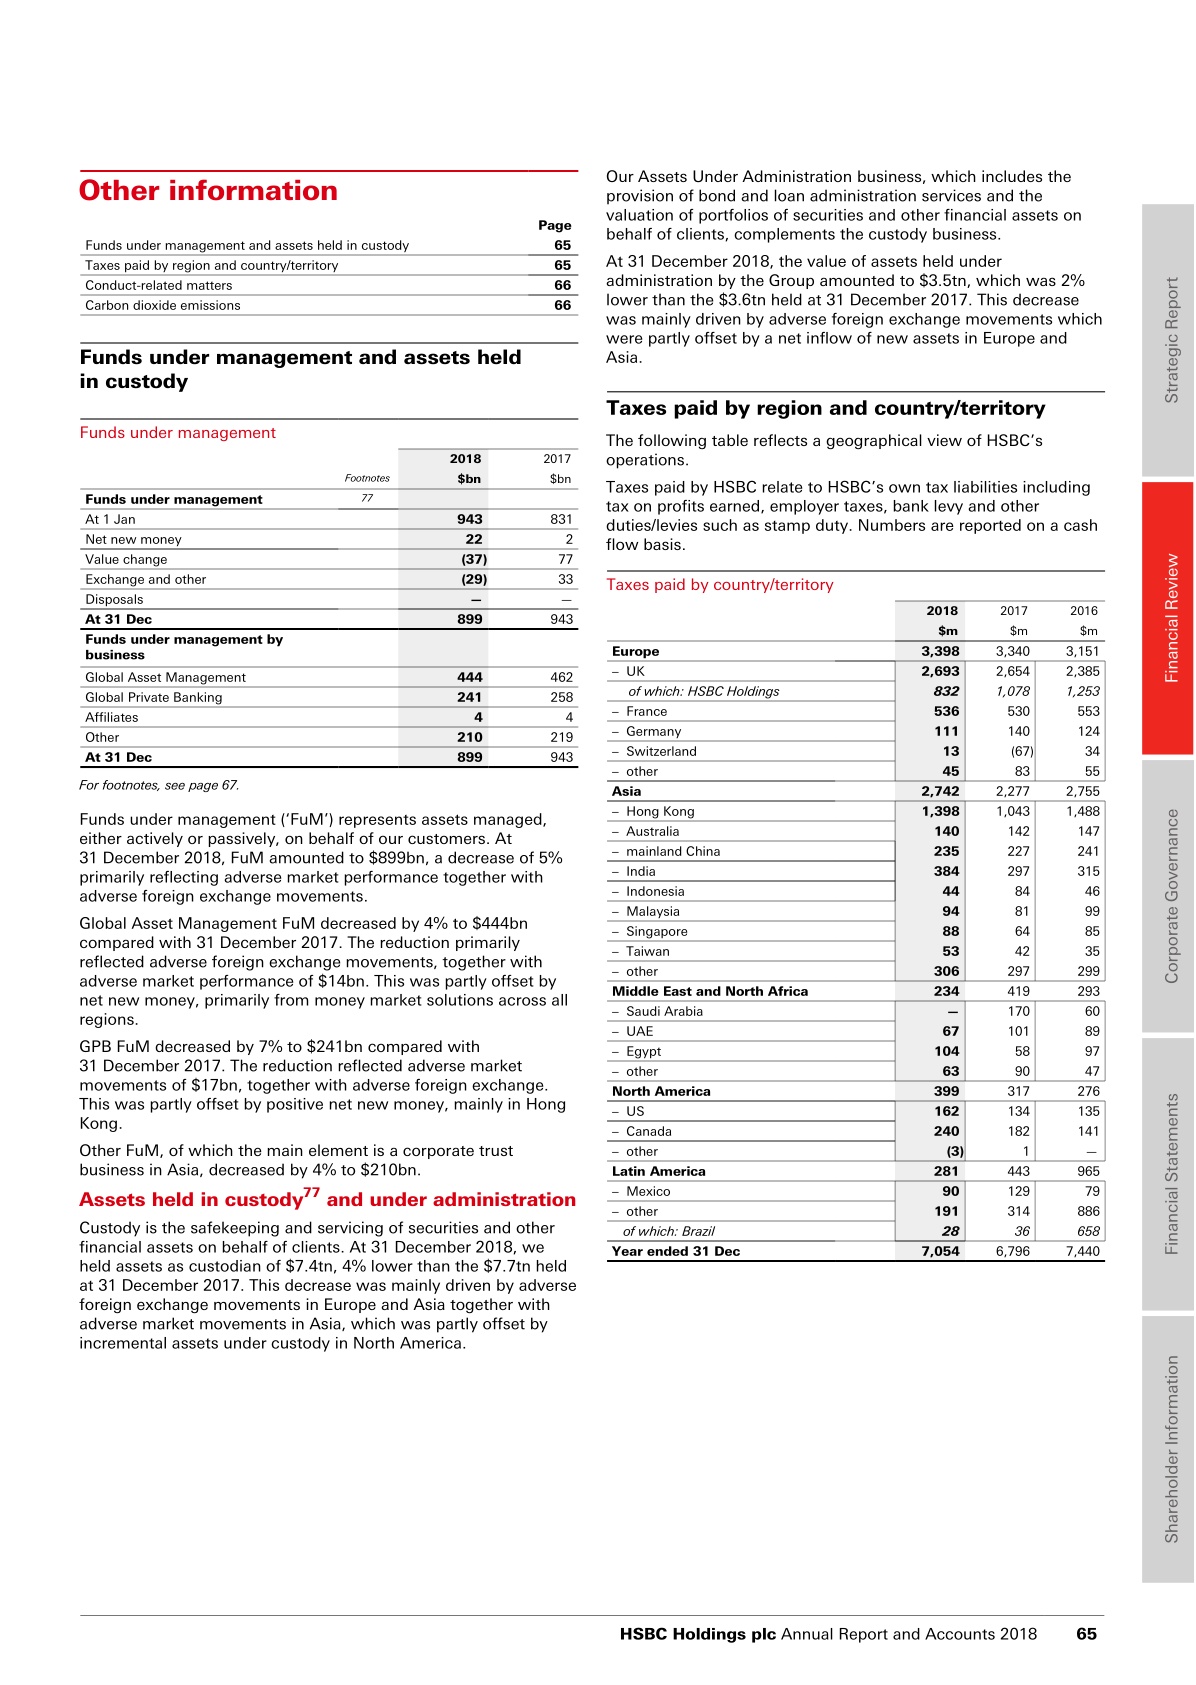 Other information
Page
Funds under management and assets held in custody 65
Taxes paid by region and country/territory 65
Conduct-related matters 66
Carbon dioxide emissions 66
Funds under management and assets held
in custody
Funds under management
2018 2017
Footnotes $bn $bn
Funds under management 77
At 1 Jan 943 831
Net new money 22 2
Value change (37) 77
Exchange and other (29) 33
Disposals — —
At 31 Dec 899 943
Funds under management by
business
Global Asset Management 444 462
Global Private Banking 241 258
Affiliates 4 4
Other 210 219
At 31 Dec 899 943
For footnotes, see page 67.
Funds under management (‘FuM’) represents assets managed,
either actively or passively, on behalf of our customers. At
31 December 2018, FuM amounted to $899bn, a decrease of 5%
primarily reflecting adverse market performance together with
adverse foreign exchange movements.
Global Asset Management FuM decreased by 4% to $444bn
compared with 31 December 2017. The reduction primarily
reflected adverse foreign exchange movements, together with
adverse market performance of $14bn. This was partly offset by
net new money, primarily from money market solutions across all
regions.
GPB FuM decreased by 7% to $241bn compared with
31 December 2017. The reduction reflected adverse market
movements of $17bn, together with adverse foreign exchange.
This was partly offset by positive net new money, mainly in Hong
Kong.
Other FuM, of which the main element is a corporate trust
business in Asia, decreased by 4% to $210bn.
Assets held in custody77 and under administration
Custody is the safekeeping and servicing of securities and other
financial assets on behalf of clients. At 31 December 2018, we
held assets as custodian of $7.4tn, 4% lower than the $7.7tn held
at 31 December 2017. This decrease was mainly driven by adverse
foreign exchange movements in Europe and Asia together with
adverse market movements in Asia, which was partly offset by
incremental assets under custody in North America.
Our Assets Under Administration business, which includes the
provision of bond and loan administration services and the
valuation of portfolios of securities and other financial assets on
behalf of clients, complements the custody business.
At 31 December 2018, the value of assets held under
administration by the Group amounted to $3.5tn, which was 2%
lower than the $3.6tn held at 31 December 2017. This decrease
was mainly driven by adverse foreign exchange movements which
were partly offset by a net inflow of new assets in Europe and
Asia.
Taxes paid by region and country/territory
The following table reflects a geographical view of HSBC’s
operations.
Taxes paid by HSBC relate to HSBC’s own tax liabilities including
tax on profits earned, employer taxes, bank levy and other
duties/levies such as stamp duty. Numbers are reported on a cash
flow basis.
Taxes paid by country/territory
2018 2017 2016
$m $m $m
Europe 3,398 3,340 3,151
– UK 2,693 2,654 2,385
of which: HSBC Holdings 832 1,078 1,253
– France 536 530 553
– Germany 111 140 124
– Switzerland 13 (67) 34
– other 45 83 55
Asia 2,742 2,277 2,755
– Hong Kong 1,398 1,043 1,488
– Australia 140 142 147
– mainland China 235 227 241
– India 384 297 315
– Indonesia 44 84 46
– Malaysia 94 81 99
– Singapore 88 64 85
– Taiwan 53 42 35
– other 306 297 299
Middle East and North Africa 234 419 293
– Saudi Arabia — 170 60
– UAE 67 101 89
– Egypt 104 58 97
– other 63 90 47
North America 399 317 276
– US 162 134 135
– Canada 240 182 141
– other (3) 1 —
Latin America 281 443 965
– Mexico 90 129 79
– other 191 314 886
of which: Brazil 28 36 658
Year ended 31 Dec 7,054 6,796 7,440
Strategic Report
Financial Review
Corporate Governance
Financial Statements
Shareholder Information
HSBC Holdings plc Annual Report and Accounts 2018 65